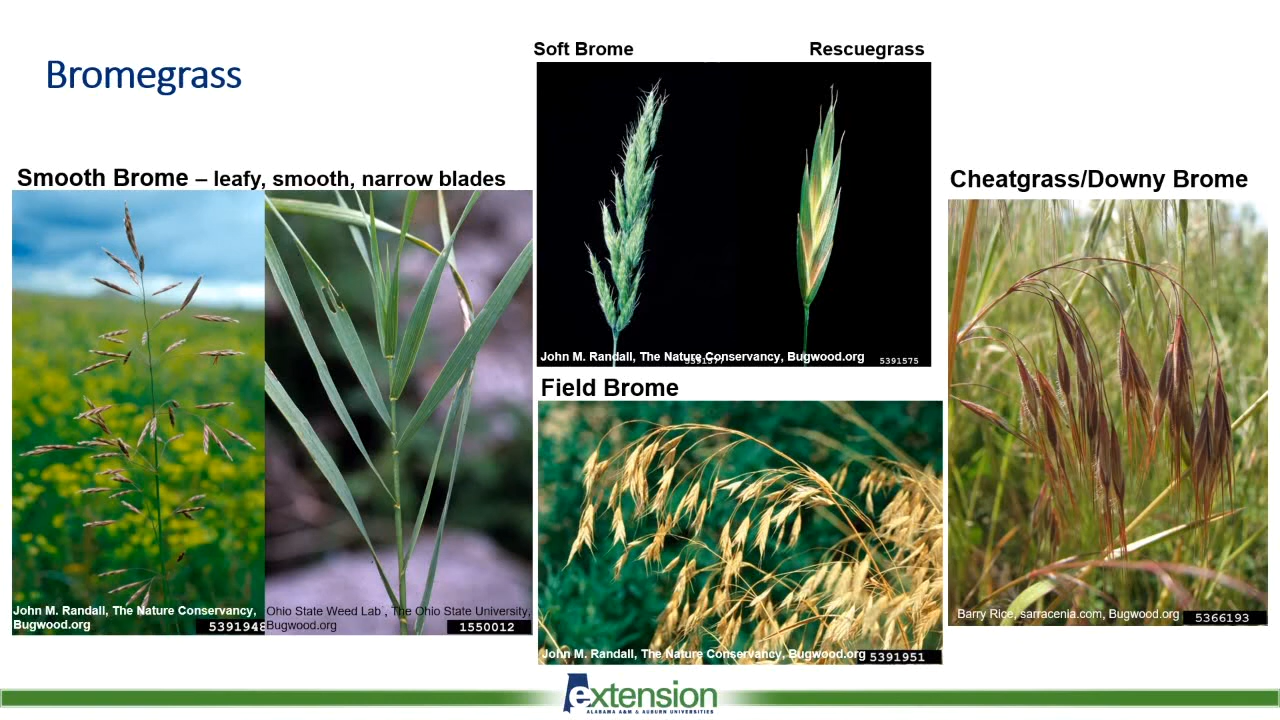 Bromegrass
Soft Brome
Rescuegrass
Smooth Brome – leafy, smooth, narrow blades
Cheatgrass/Downy Brome
John M. Randall, The Nature Conservancy, Bugwood.org
5391575
Field Brome
John M. Randall, The Nature Conservancy,
Bugwood.org
5391948
Ohio State Weed Lab , The Ohio State University,
Bugwood.org
1550012
John M. Randall, The Nature Conservancy, Bugwood.org
5391951
Barry Rice, sarracenia.com, Bugwood.org
5366193
extension
ALABAMA A&M & AUBURN UNIVERSITIES